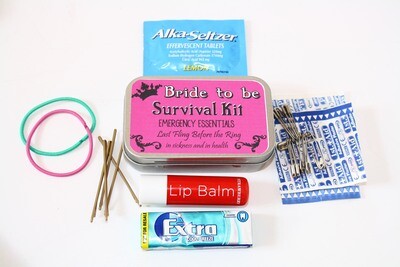 Alka-Seltzer
EFFERVESCENT TABLETS
LEMON
Bride to be
Survival Kit
EMERGENCY ESSENTIALS
Last Fling Before the Ring
in sickness and in health
Lip Balm
Extra